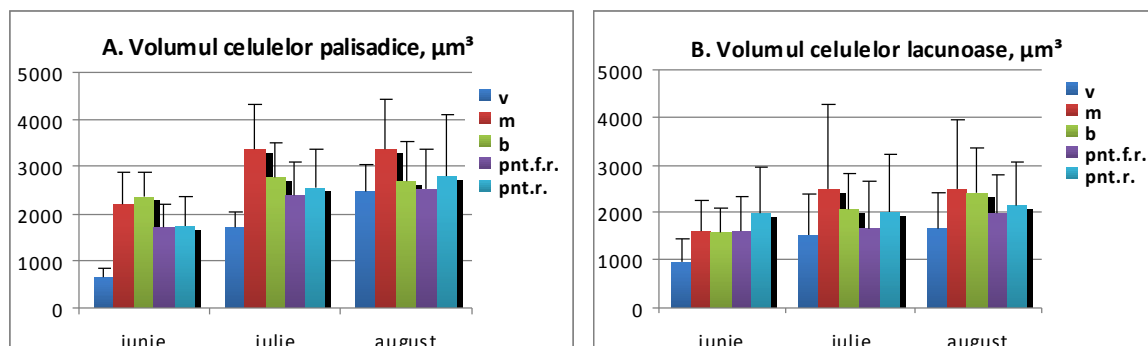 A. Volumul celulelor palisadice, µm³
5000
4000
3000
2000
1000
0
iunie iulie august
v
m
b
pnt.f.r.
pnt.r.
B. Volumul celulelor lacunoase, µm³
5000
4000
3000
2000
1000
0
iunie iulie august
v
m
b
pnt.f.r.
pnt.r.